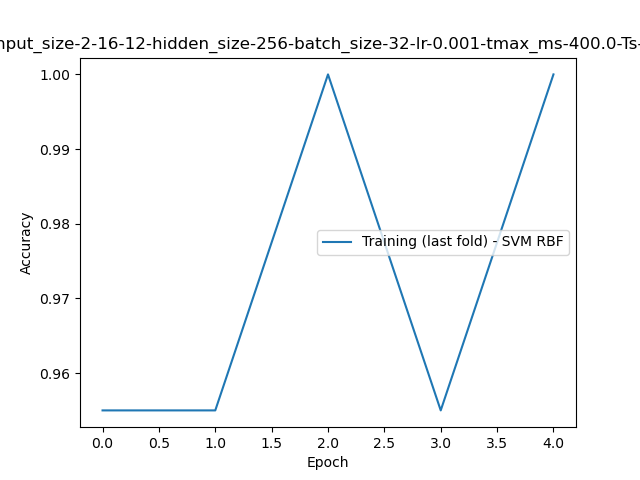 nput_size-2-16-12-hidden_size-256-batch_size-32-lr-0.001-tmax_ms-400.0-Ts-
1.00
0.99
0.98
0.97
0.96
Accuracy
Training (last fold) - SVM RBF
0.0 0.5 1.0 1.5 2.0 2.5 3.0 3.5 4.0
Epoch